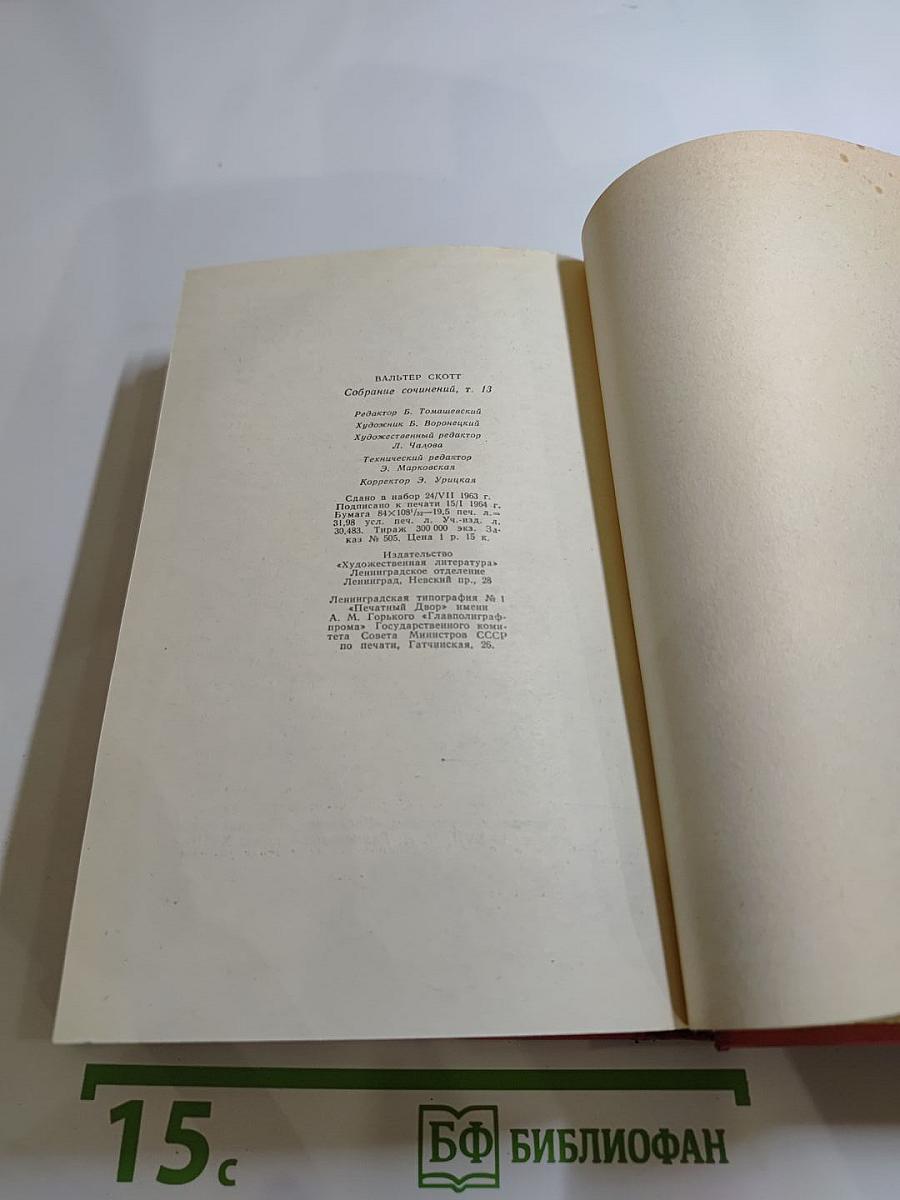 ВАЛЬТЕР СКОТТ
Собрание сочинений, т. 13
Редактор Б. Томашевский
Художник Б. Воронецкий
Художественный редактор
Л. Чалова
Технический редактор
Э. Марковская
Корректор Э. Урицкая
Сдано в набор 24/VII 1963 г.
Подписано к печати 15/I 1964 г.
Бумага 84×108¹/₃₂—19,5 печ. л.=
31,98 усл. печ. л. Уч.-изд. л.
30,483. Тираж 300 000 экз. За-
каз № 505. Цена 1 р. 15 к.
Издательство
«Художественная литература»
Ленинградское отделение
Ленинград, Невский пр., 28
Ленинградская типография № 1
«Печатный Двор» имени
А. М. Горького «Главполиграф-
прома» Государственного коми-
тета Совета Министров СССР
по печати, Гатчинская, 26.
15 с
БФ БИБЛИОФАН